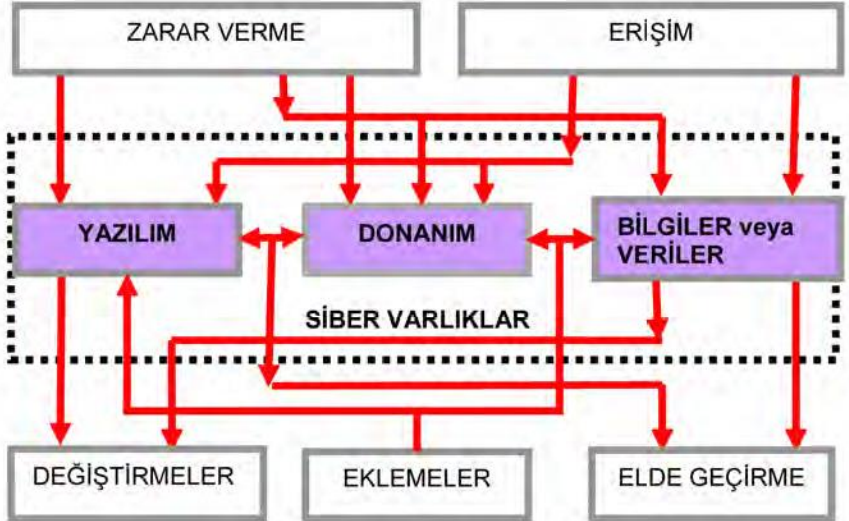 ZARAR VERME
ERİŞİM
YAZILIM
DONANIM
BİLGİLER veya
VERİLER
SİBER VARLIKLAR
DEĞİŞTİRMELER
EKLEMELER
ELDE GEÇİRME